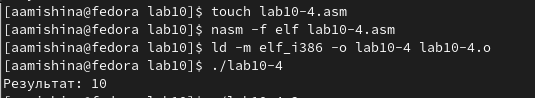 [aamishina@fedora lab10]$ touch lab10-4.asm
[aamishina@fedora lab10]$ nasm -f elf lab10-4.asm
[aamishina@fedora lab10]$ ld -m elf_i386 -o lab10-4 lab10-4.o
[aamishina@fedora lab10]$ ./lab10-4
Результат: 10